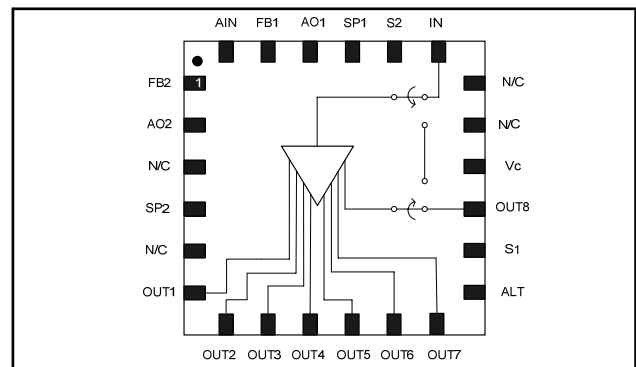 AIN FB1 AO1 SP1 S2 IN
FB2 1 N/C
AO2 N/C
N/C Vc
SP2 OUT8
N/C S1
OUT1 ALT
OUT2 OUT3 OUT4 OUT5 OUT6 OUT7